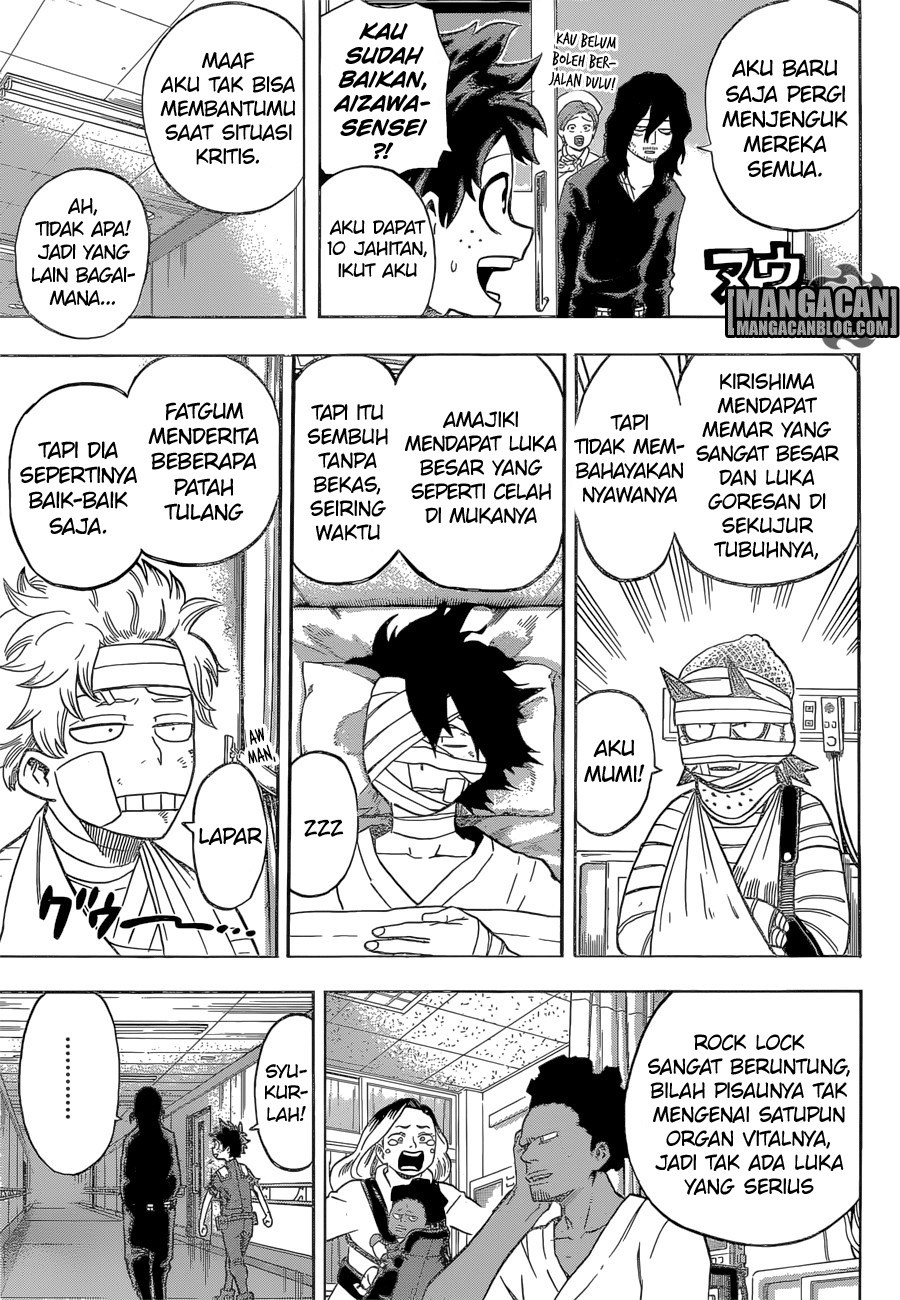 AKU BARU
SAJA PERGI
MENJENGUK
MEREKA
SEMUA.
KAU BELUM
BOLEH BER-
JALAN DULU!
ヌウ
[MANGACAN]
MANGACANBLOG.COM
KAU
SUDAH
BAIKAN,
AIZAWA-
SENSEI
?!
AKU DAPAT
10 JAHITAN,
IKUT AKU
MAAF
AKU TAK BISA
MEMBANTUMU
SAAT SITUASI
KRITIS.
AH,
TIDAK APA!
JADI YANG
LAIN BAGAI-
MANA...
KIRISHIMA
MENDAPAT
MEMAR YANG
SANGAT BESAR
DAN LUKA
GORESAN DI
SEKUJUR
TUBUHNYA,
TAPI
TIDAK MEM-
BAHAYAKAN
NYAWANYA
AKU
MUMI!
AMAJIKI
MENDAPAT LUKA
BESAR YANG
SEPERTI CELAH
DI MUKANYA
TAPI ITU
SEMBUH
TANPA
BEKAS,
SEIRING
WAKTU
ZZZ
FATGUM
MENDERITA
BEBERAPA
PATAH
TULANG
TAPI DIA
SEPERTINYA
BAIK-BAIK
SAJA.
AW
MAN,
LAPAR
グウ〜...
ROCK LOCK
SANGAT BERUNTUNG,
BILAH PISAUNYA TAK
MENGENAI SATUPUN
ORGAN VITALNYA,
JADI TAK ADA LUKA
YANG SERIUS
SYU-
KUR-
LAH!
.........